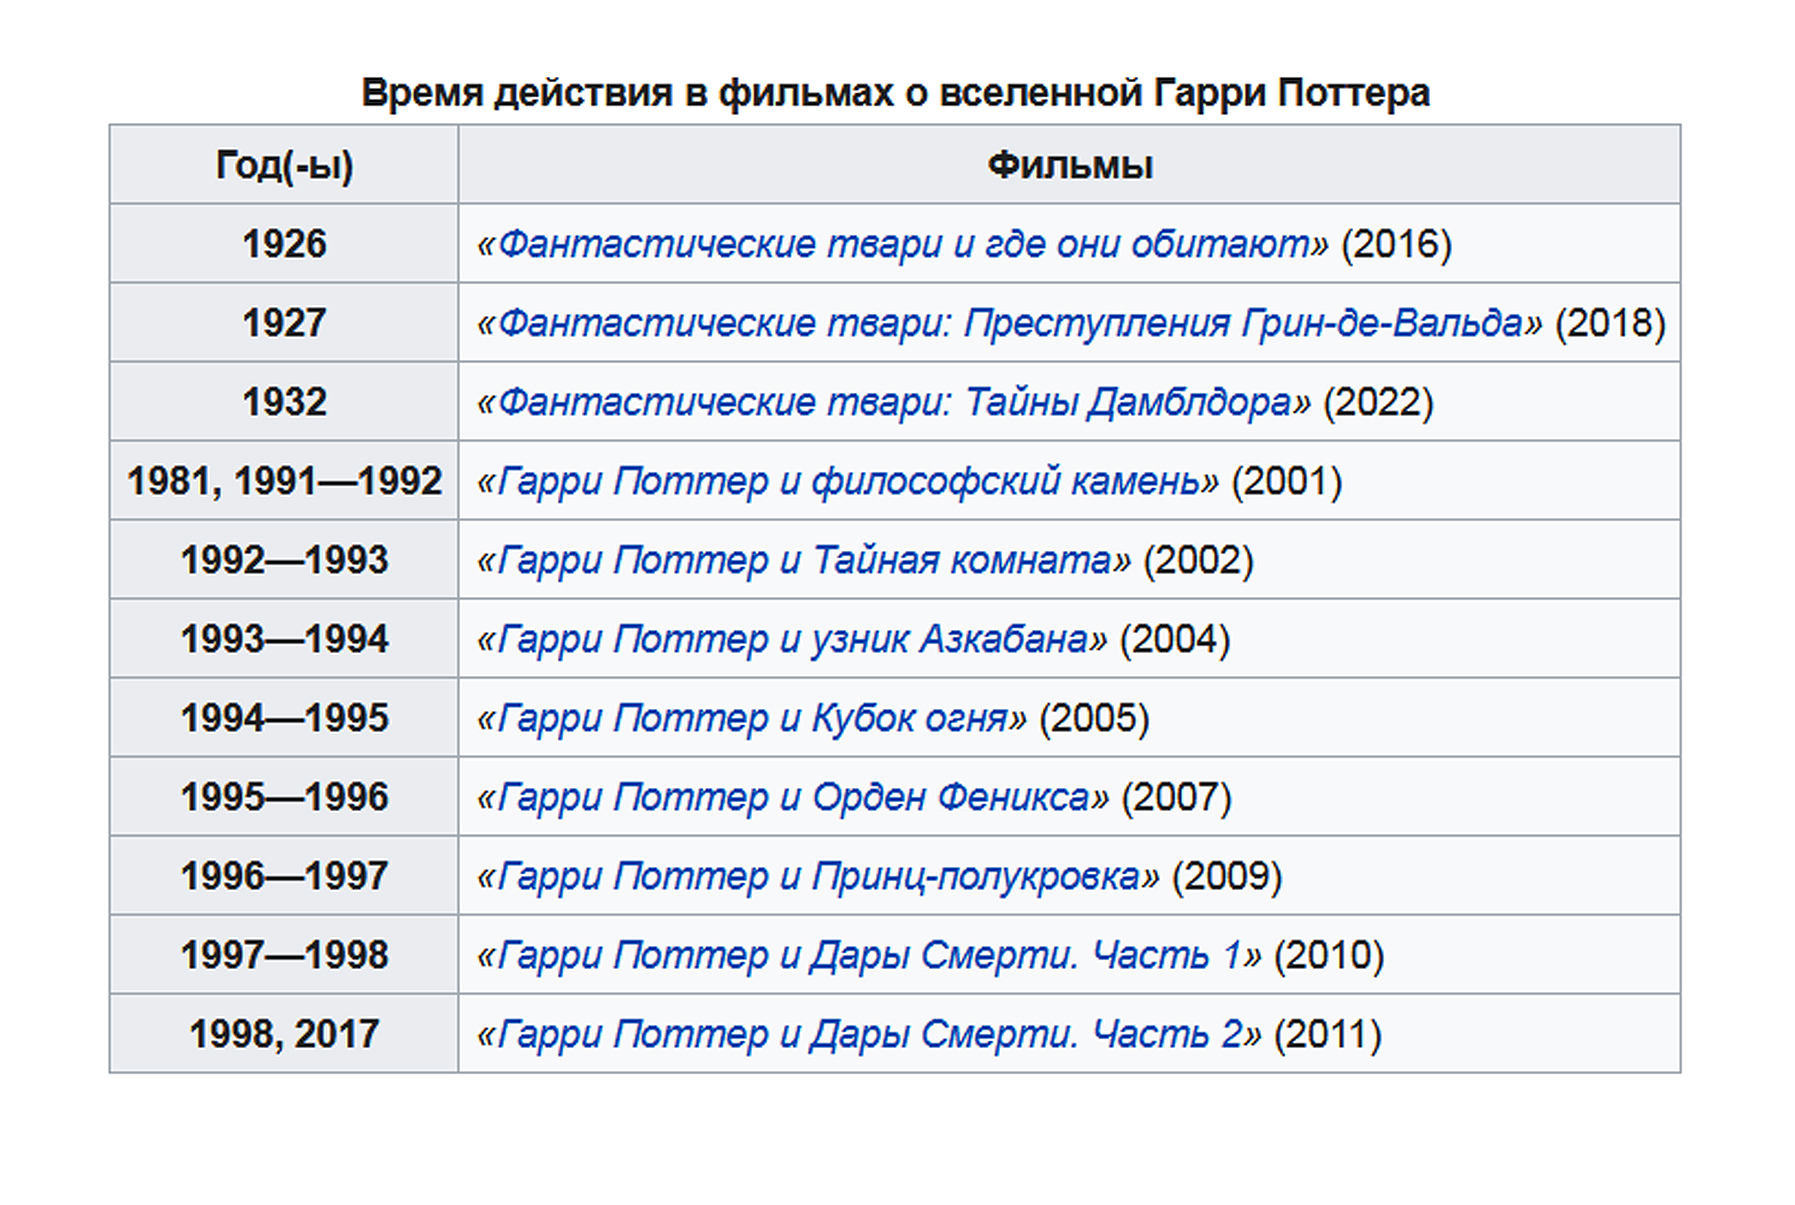 Время действия в фильмах о вселенной Гарри Поттера
Год(-ы) Фильмы
1926 «Фантастические твари и где они обитают» (2016)
1927 «Фантастические твари: Преступления Грин-де-Вальда» (2018)
1932 «Фантастические твари: Тайны Дамблдора» (2022)
1981, 1991—1992 «Гарри Поттер и философский камень» (2001)
1992—1993 «Гарри Поттер и Тайная комната» (2002)
1993—1994 «Гарри Поттер и узник Азкабана» (2004)
1994—1995 «Гарри Поттер и Кубок огня» (2005)
1995—1996 «Гарри Поттер и Орден Феникса» (2007)
1996—1997 «Гарри Поттер и Принц-полукровка» (2009)
1997—1998 «Гарри Поттер и Дары Смерти. Часть 1» (2010)
1998, 2017 «Гарри Поттер и Дары Смерти. Часть 2» (2011)